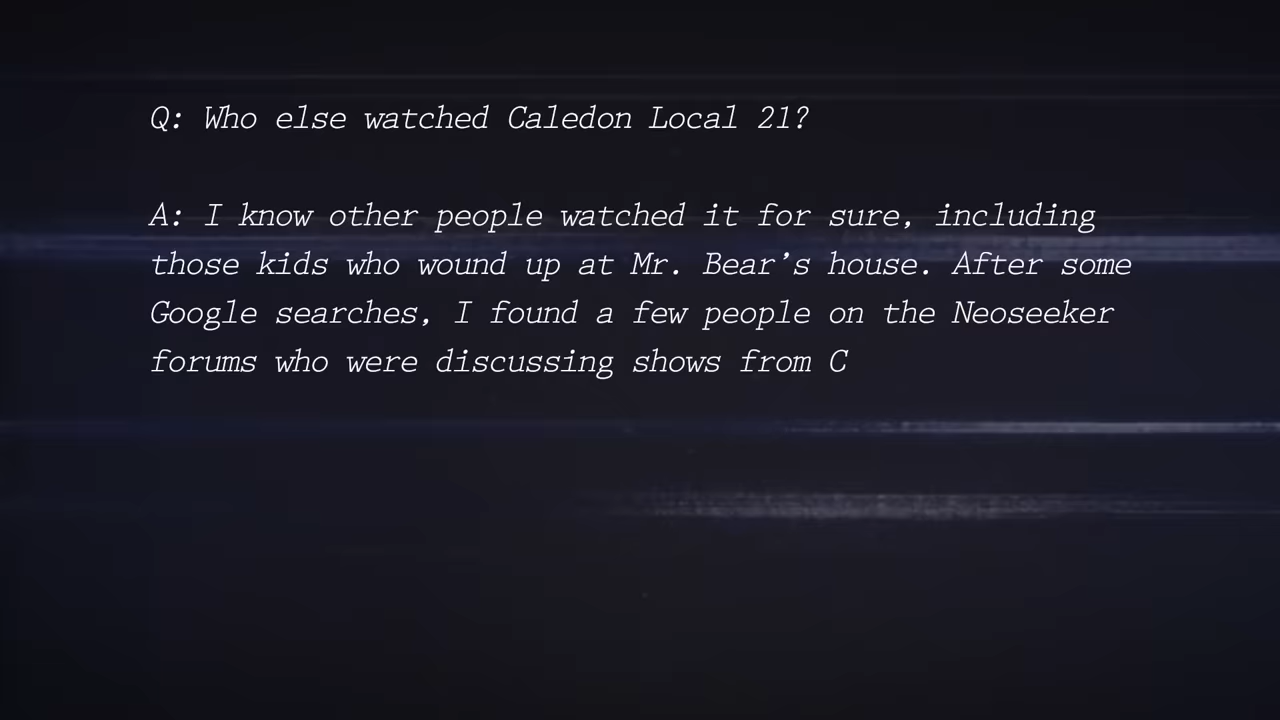 Q: Who else watched Caledon Local 21?
A: I know other people watched it for sure, including
those kids who wound up at Mr. Bear’s house. After some
Google searches, I found a few people on the Neoseeker
forums who were discussing shows from C